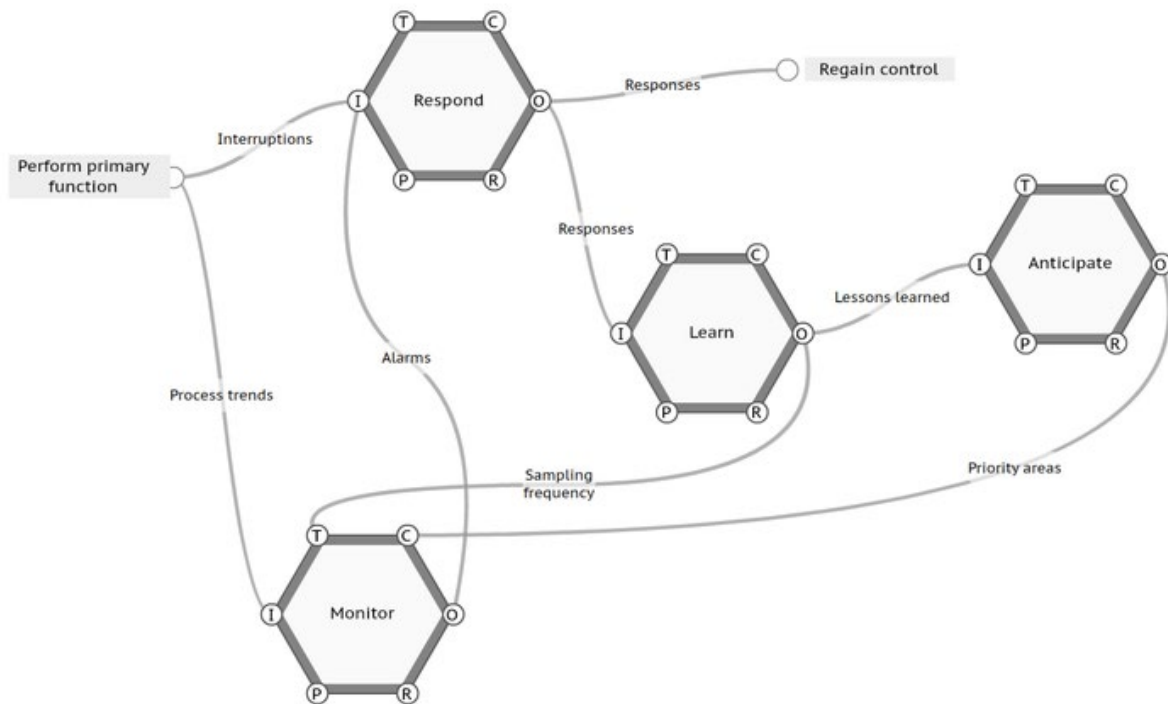 T
C
I
Respond
O
P
R
Responses
Regain control
Interruptions
Perform primary
function
Responses
T
C
I
Anticipate
O
P
R
T
C
I
Learn
O
P
R
Lessons learned
Alarms
Process trends
Sampling
frequency
Priority areas
T
C
I
Monitor
O
P
R